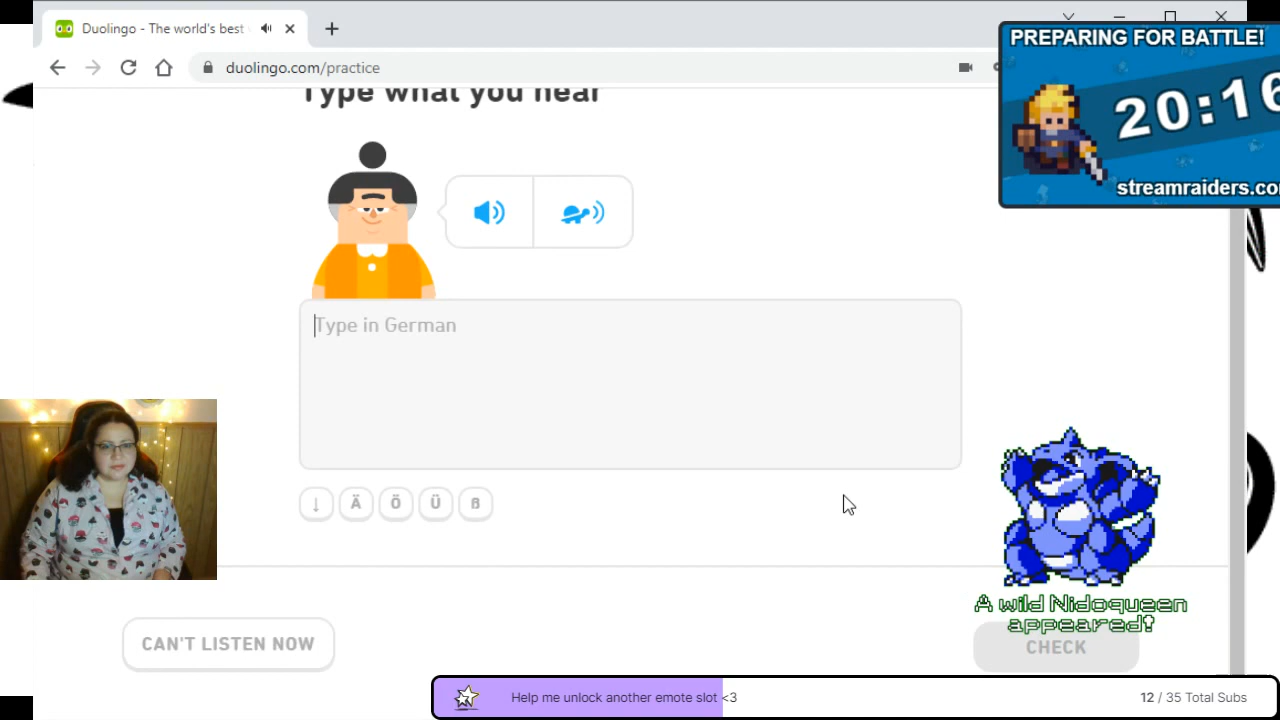 Duolingo - The world's best
duolingo.com/practice
PREPARING FOR BATTLE!
20:16
streamraiders.co
Type what you hear
Type in German
↓ Ä Ö Ü ß
A wild Nidoqueen
appeared!
CAN'T LISTEN NOW
CHECK
Help me unlock another emote slot <3
12 / 35 Total Subs